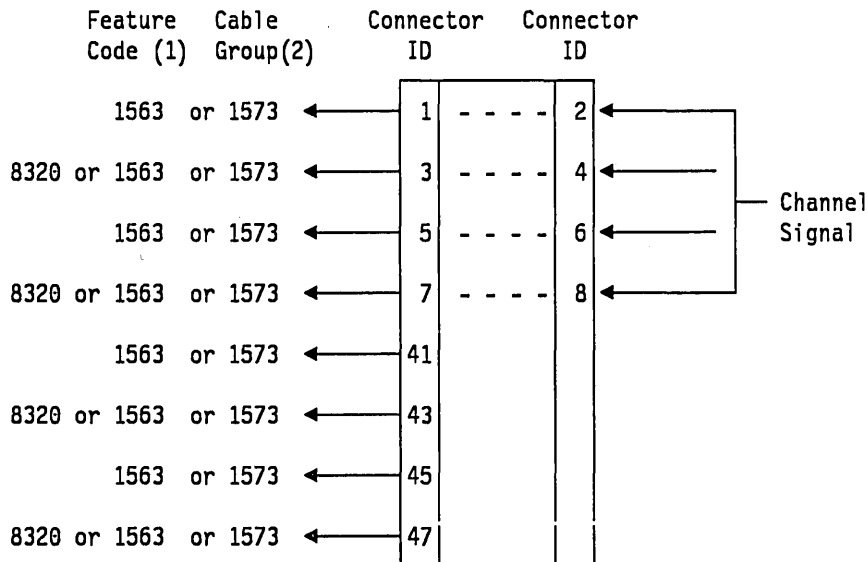 Feature Cable Connector Connector
Code (1) Group(2) ID ID
1563 or 1573 1 - - - - 2
8320 or 1563 or 1573 3 - - - - 4
Channel
1563 or 1573 5 - - - - 6
Signal
8320 or 1563 or 1573 7 - - - - 8
1563 or 1573 41
8320 or 1563 or 1573 43
1563 or 1573 45
8320 or 1563 or 1573 47